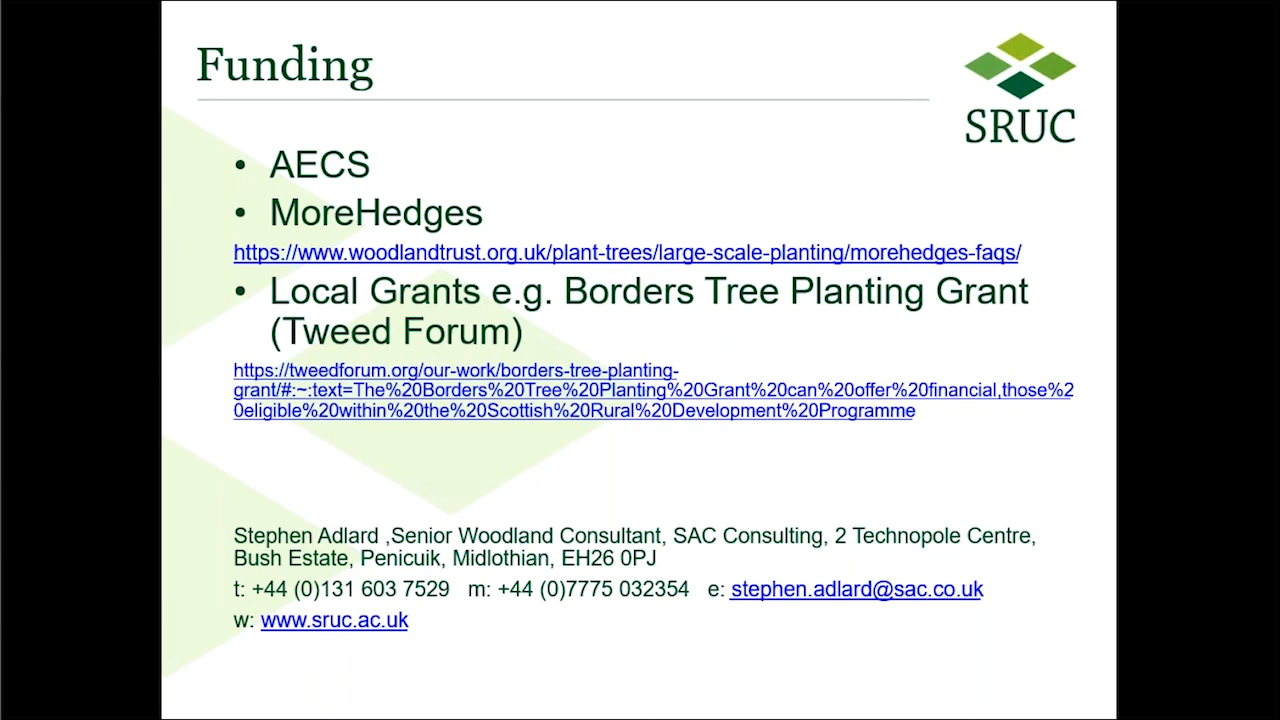 Funding
SRUC
• AECS
• MoreHedges
https://www.woodlandtrust.org.uk/plant-trees/large-scale-planting/morehedges-faqs/
• Local Grants e.g. Borders Tree Planting Grant
(Tweed Forum)
https://tweedforum.org/our-work/borders-tree-planting-
grant/#:~:text=The%20Borders%20Tree%20Planting%20Grant%20can%20offer%20financial,those%2
0eligible%20within%20the%20Scottish%20Rural%20Development%20Programme
Stephen Adlard ,Senior Woodland Consultant, SAC Consulting, 2 Technopole Centre,
Bush Estate, Penicuik, Midlothian, EH26 0PJ
t: +44 (0)131 603 7529 m: +44 (0)7775 032354 e: stephen.adlard@sac.co.uk
w: www.sruc.ac.uk